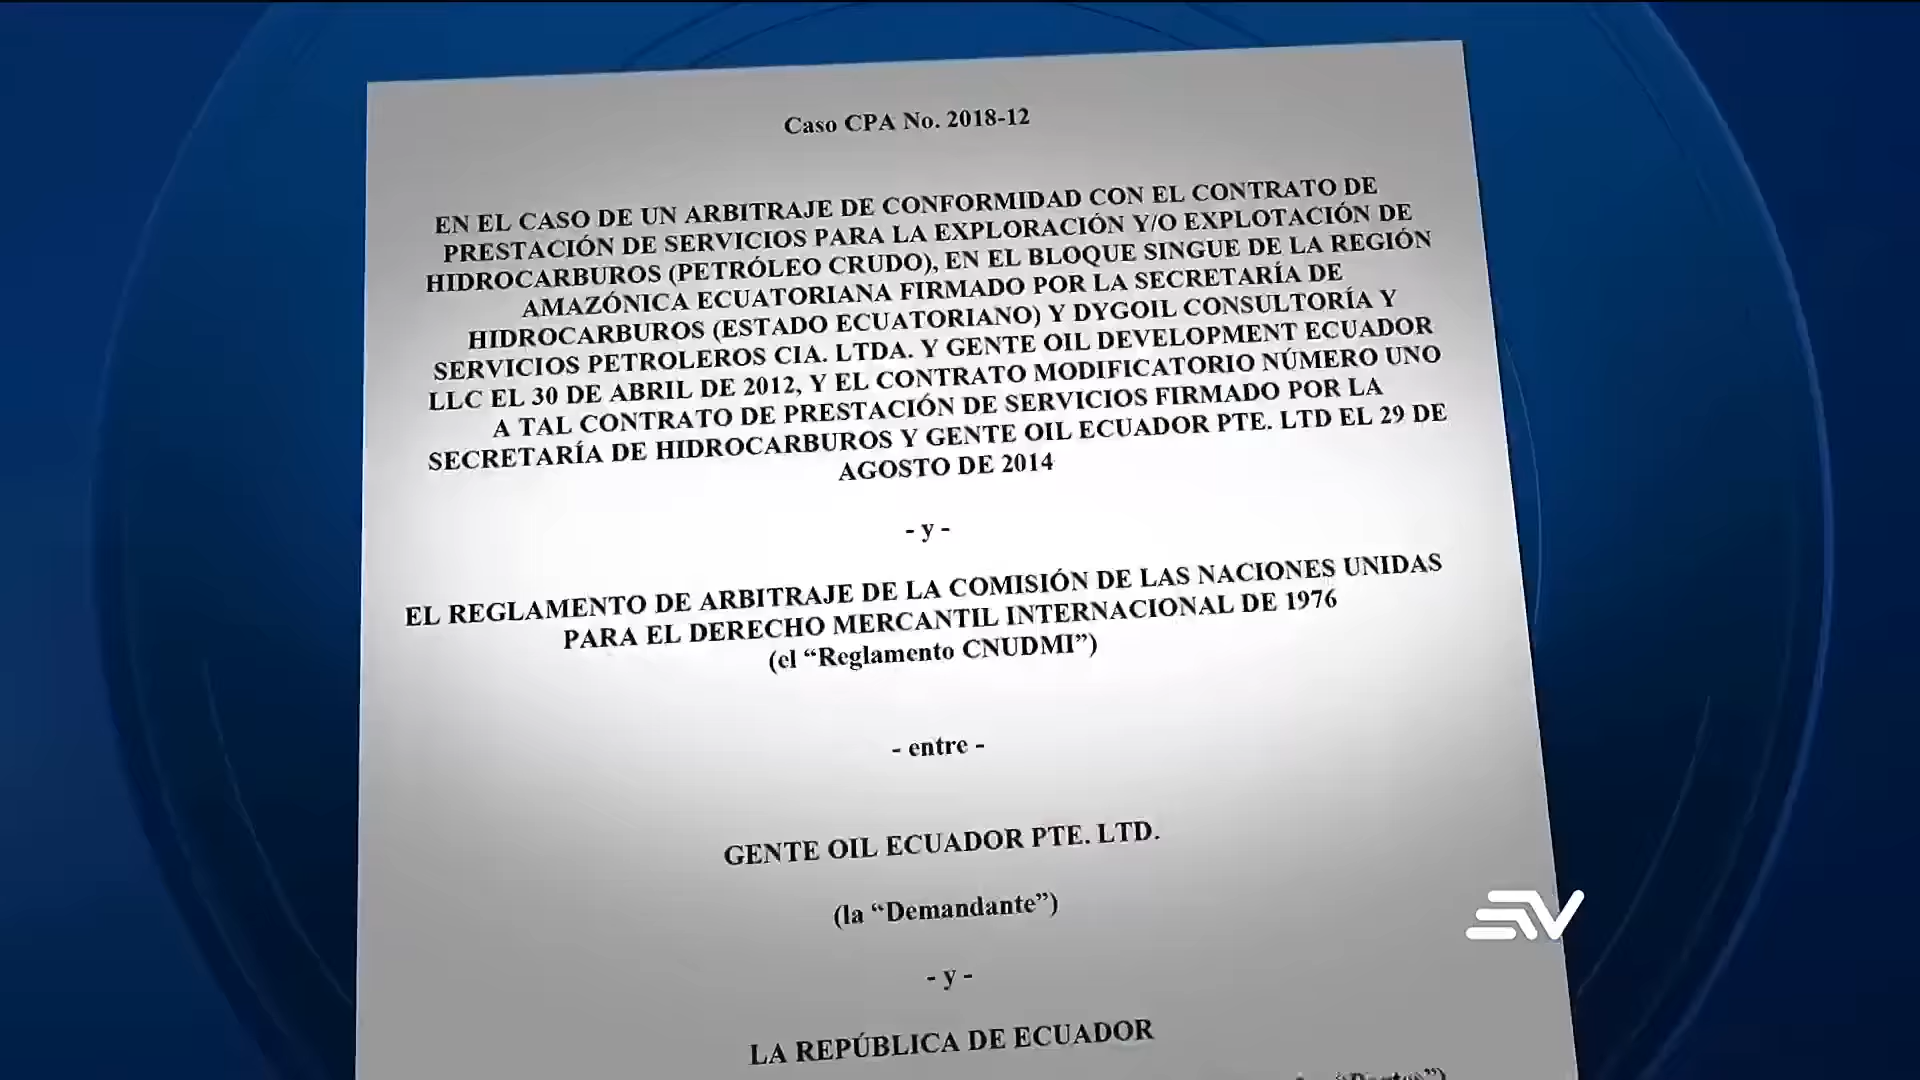 Caso CPA No. 2018-12
EN EL CASO DE UN ARBITRAJE DE CONFORMIDAD CON EL CONTRATO DE
PRESTACIÓN DE SERVICIOS PARA LA EXPLORACIÓN Y/O EXPLOTACIÓN DE
HIDROCARBUROS (PETRÓLEO CRUDO), EN EL BLOQUE SINGUE DE LA REGIÓN
AMAZÓNICA ECUATORIANA FIRMADO POR LA SECRETARÍA DE
HIDROCARBUROS (ESTADO ECUATORIANO) Y DYGOIL CONSULTORÍA Y
SERVICIOS PETROLEROS CIA. LTDA. Y GENTE OIL DEVELOPMENT ECUADOR
LLC EL 30 DE ABRIL DE 2012, Y EL CONTRATO MODIFICATORIO NÚMERO UNO
A TAL CONTRATO DE PRESTACIÓN DE SERVICIOS FIRMADO POR LA
SECRETARÍA DE HIDROCARBUROS Y GENTE OIL ECUADOR PTE. LTD EL 29 DE
AGOSTO DE 2014
- y -
EL REGLAMENTO DE ARBITRAJE DE LA COMISIÓN DE LAS NACIONES UNIDAS
PARA EL DERECHO MERCANTIL INTERNACIONAL DE 1976
(el “Reglamento CNUDMI”)
- entre -
GENTE OIL ECUADOR PTE. LTD.
(la “Demandante”)
- y -
LA REPÚBLICA DE ECUADOR